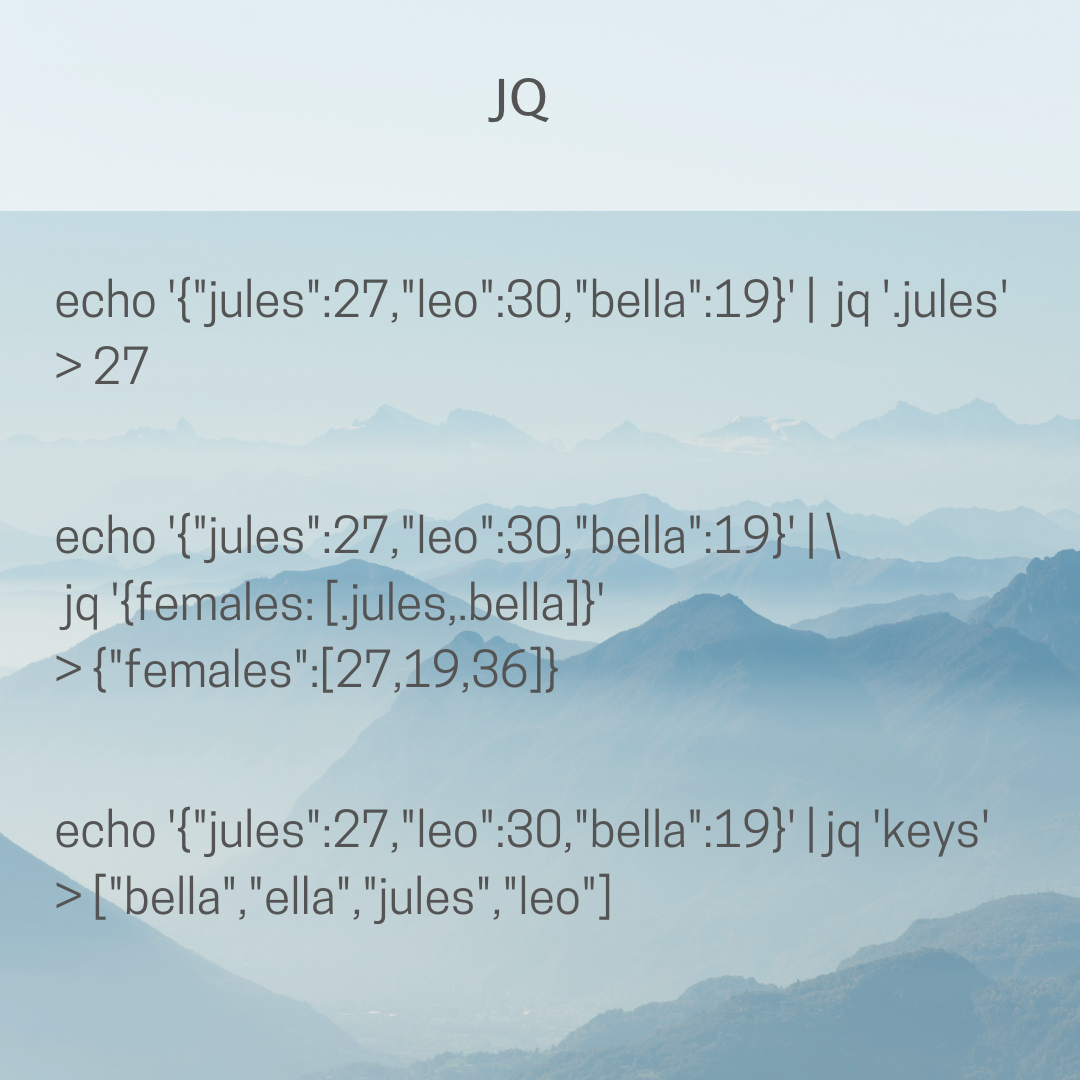 JQ
echo '{"jules":27,"leo":30,"bella":19}' | jq '.jules'
> 27
echo '{"jules":27,"leo":30,"bella":19}' |\
jq '{females: [.jules,.bella]}'
> {"females":[27,19,36]}
echo '{"jules":27,"leo":30,"bella":19}' |jq 'keys'
> ["bella","ella","jules","leo"]